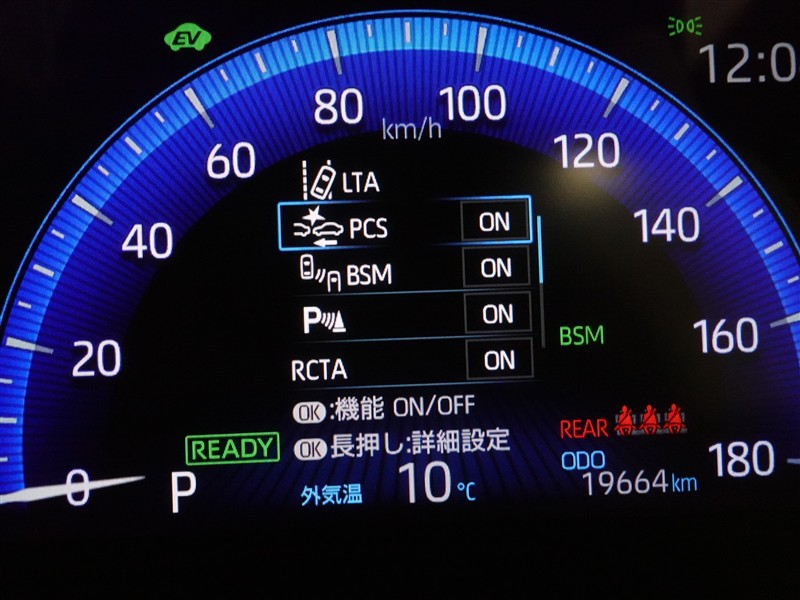 EV
12:0
80
100
km/h
60
120
LTA
PCS ON
40
140
BSM ON
P ON
BSM
160
20
RCTA ON
OK:機能 ON/OFF
REAR
READY
OK長押し:詳細設定
ODO
180
0
P
外気温 10℃
19664km